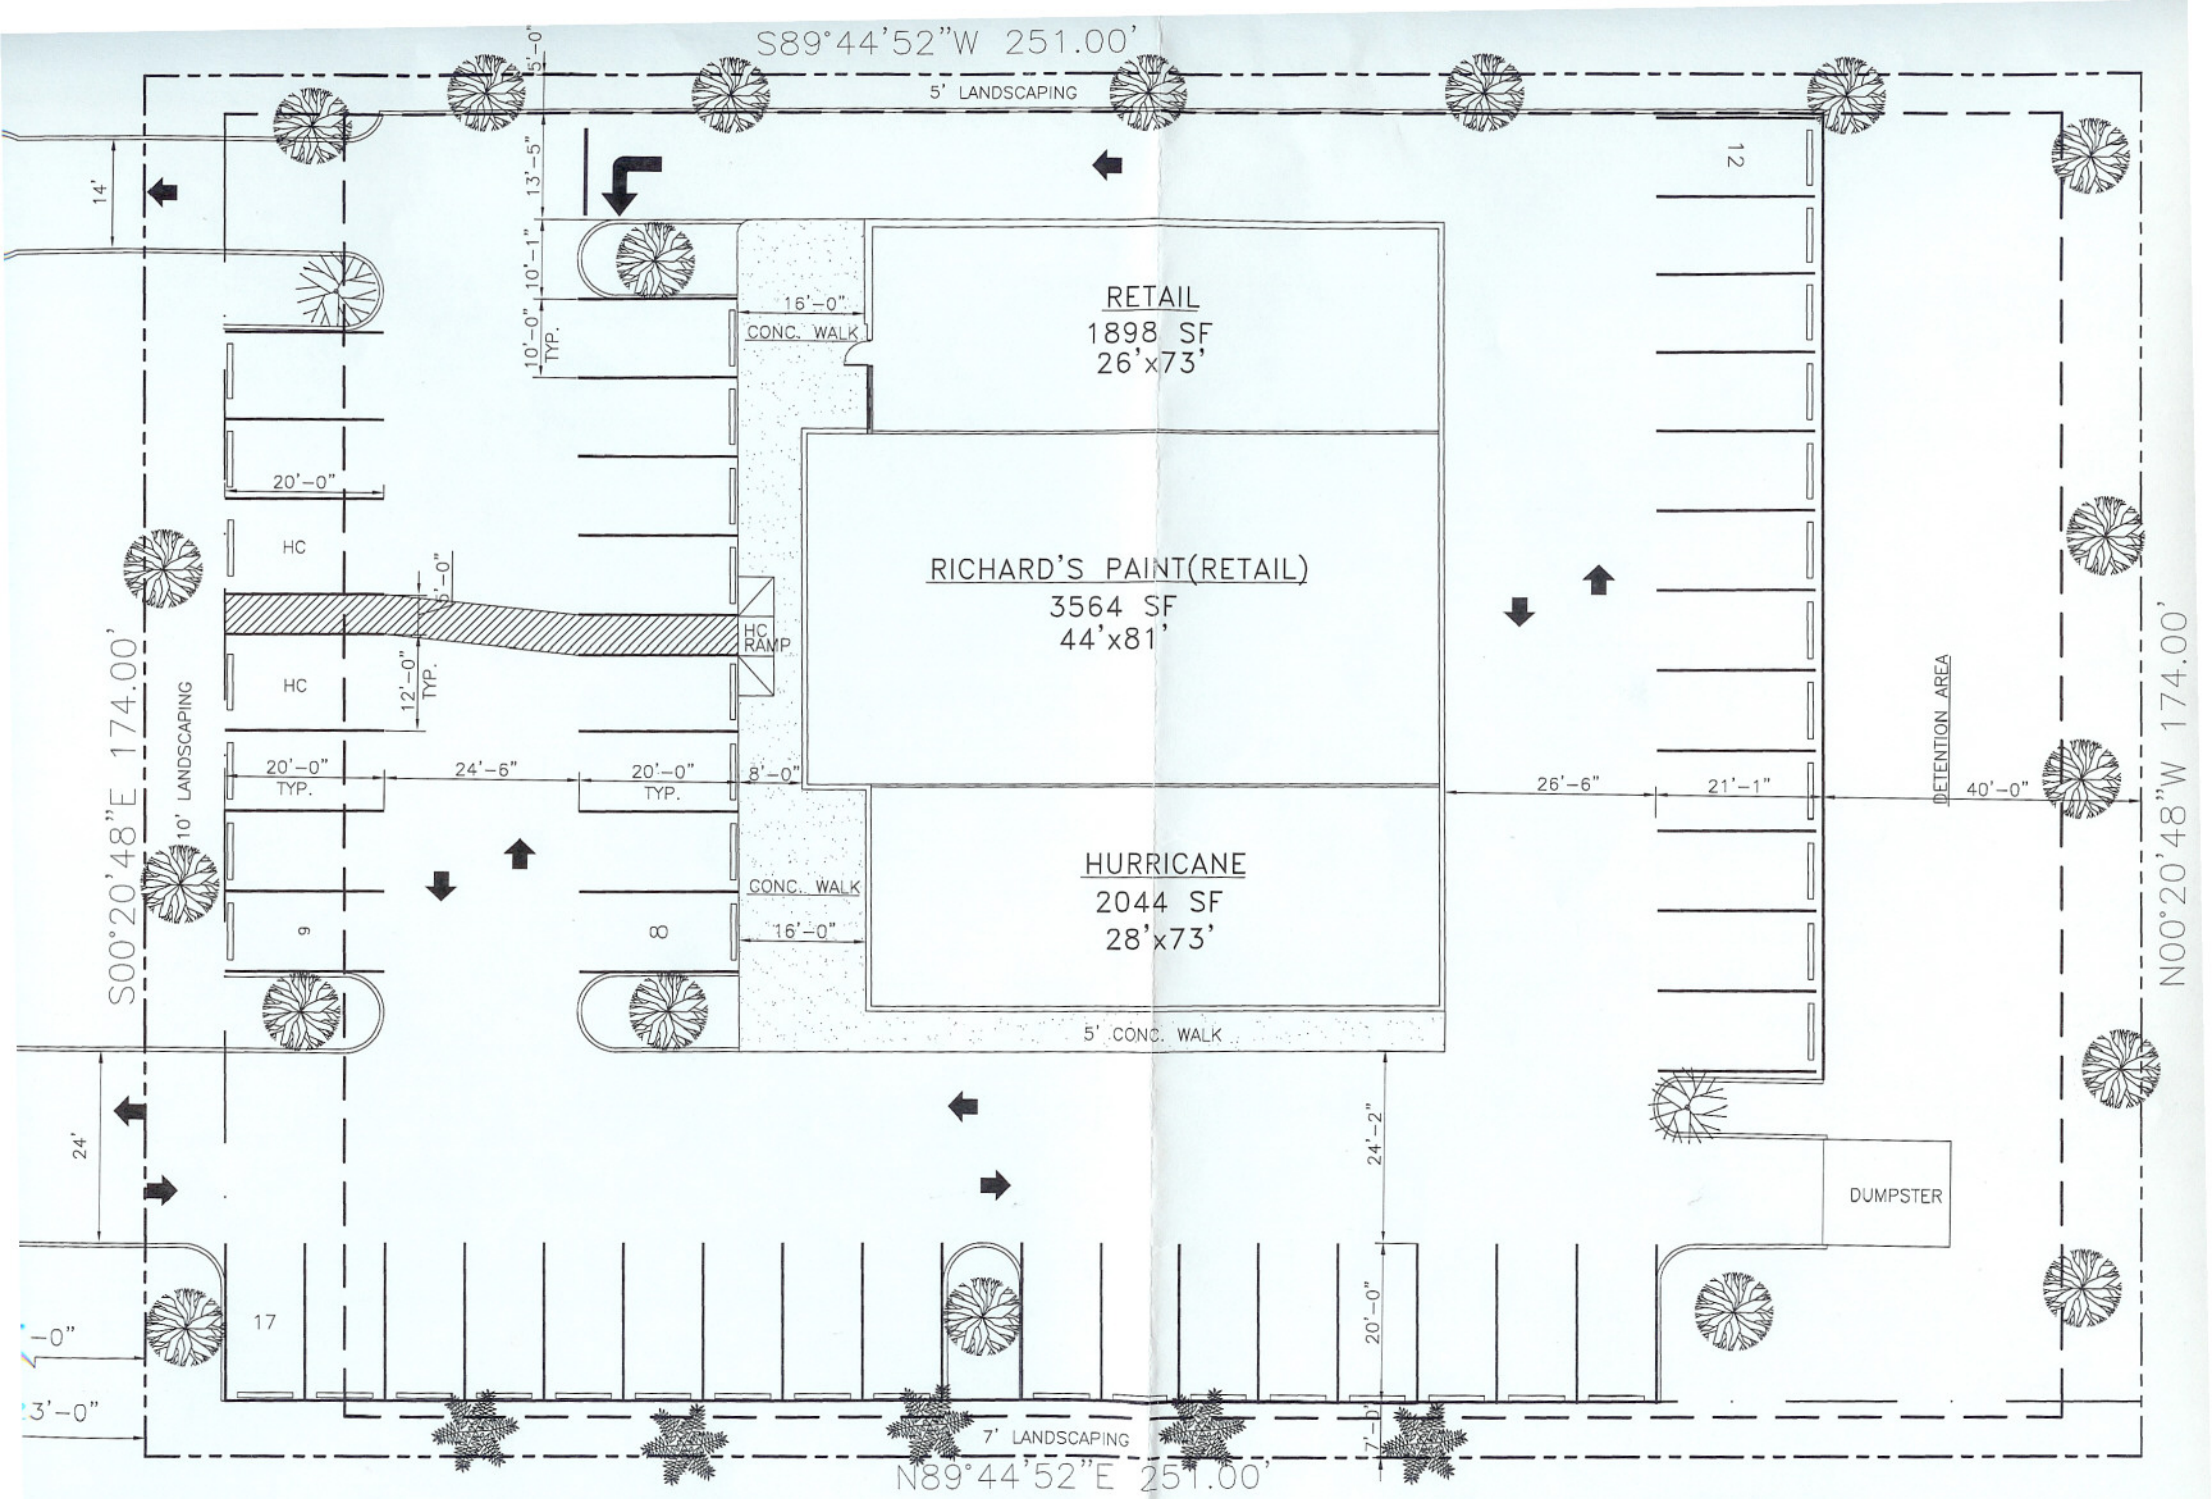 S89°44'52"W 251.00'
5'-0"
5' LANDSCAPING
14'
13'-5"
12
10'-1"
10'-0"
TYP.
16'-0"
CONC. WALK
RETAIL
1898 SF
26'x73'
20'-0"
HC
5'-0"
HC
RAMP
RICHARD'S PAINT(RETAIL)
3564 SF
44'x81'
HC
12'-0"
TYP.
S00°20'48"E 174.00'
10' LANDSCAPING
20'-0"
TYP.
24'-6"
20'-0"
TYP.
8'-0"
26'-6"
21'-1"
DETENTION AREA
40'-0"
N00°20'48"W 174.00'
HURRICANE
2044 SF
28'x73'
CONC. WALK
16'-0"
9
8
5' CONC. WALK
24'
24'-2"
DUMPSTER
17
20'-0"
-0"
3'-0"
7'-0"
7' LANDSCAPING
N89°44'52"E 251.00'